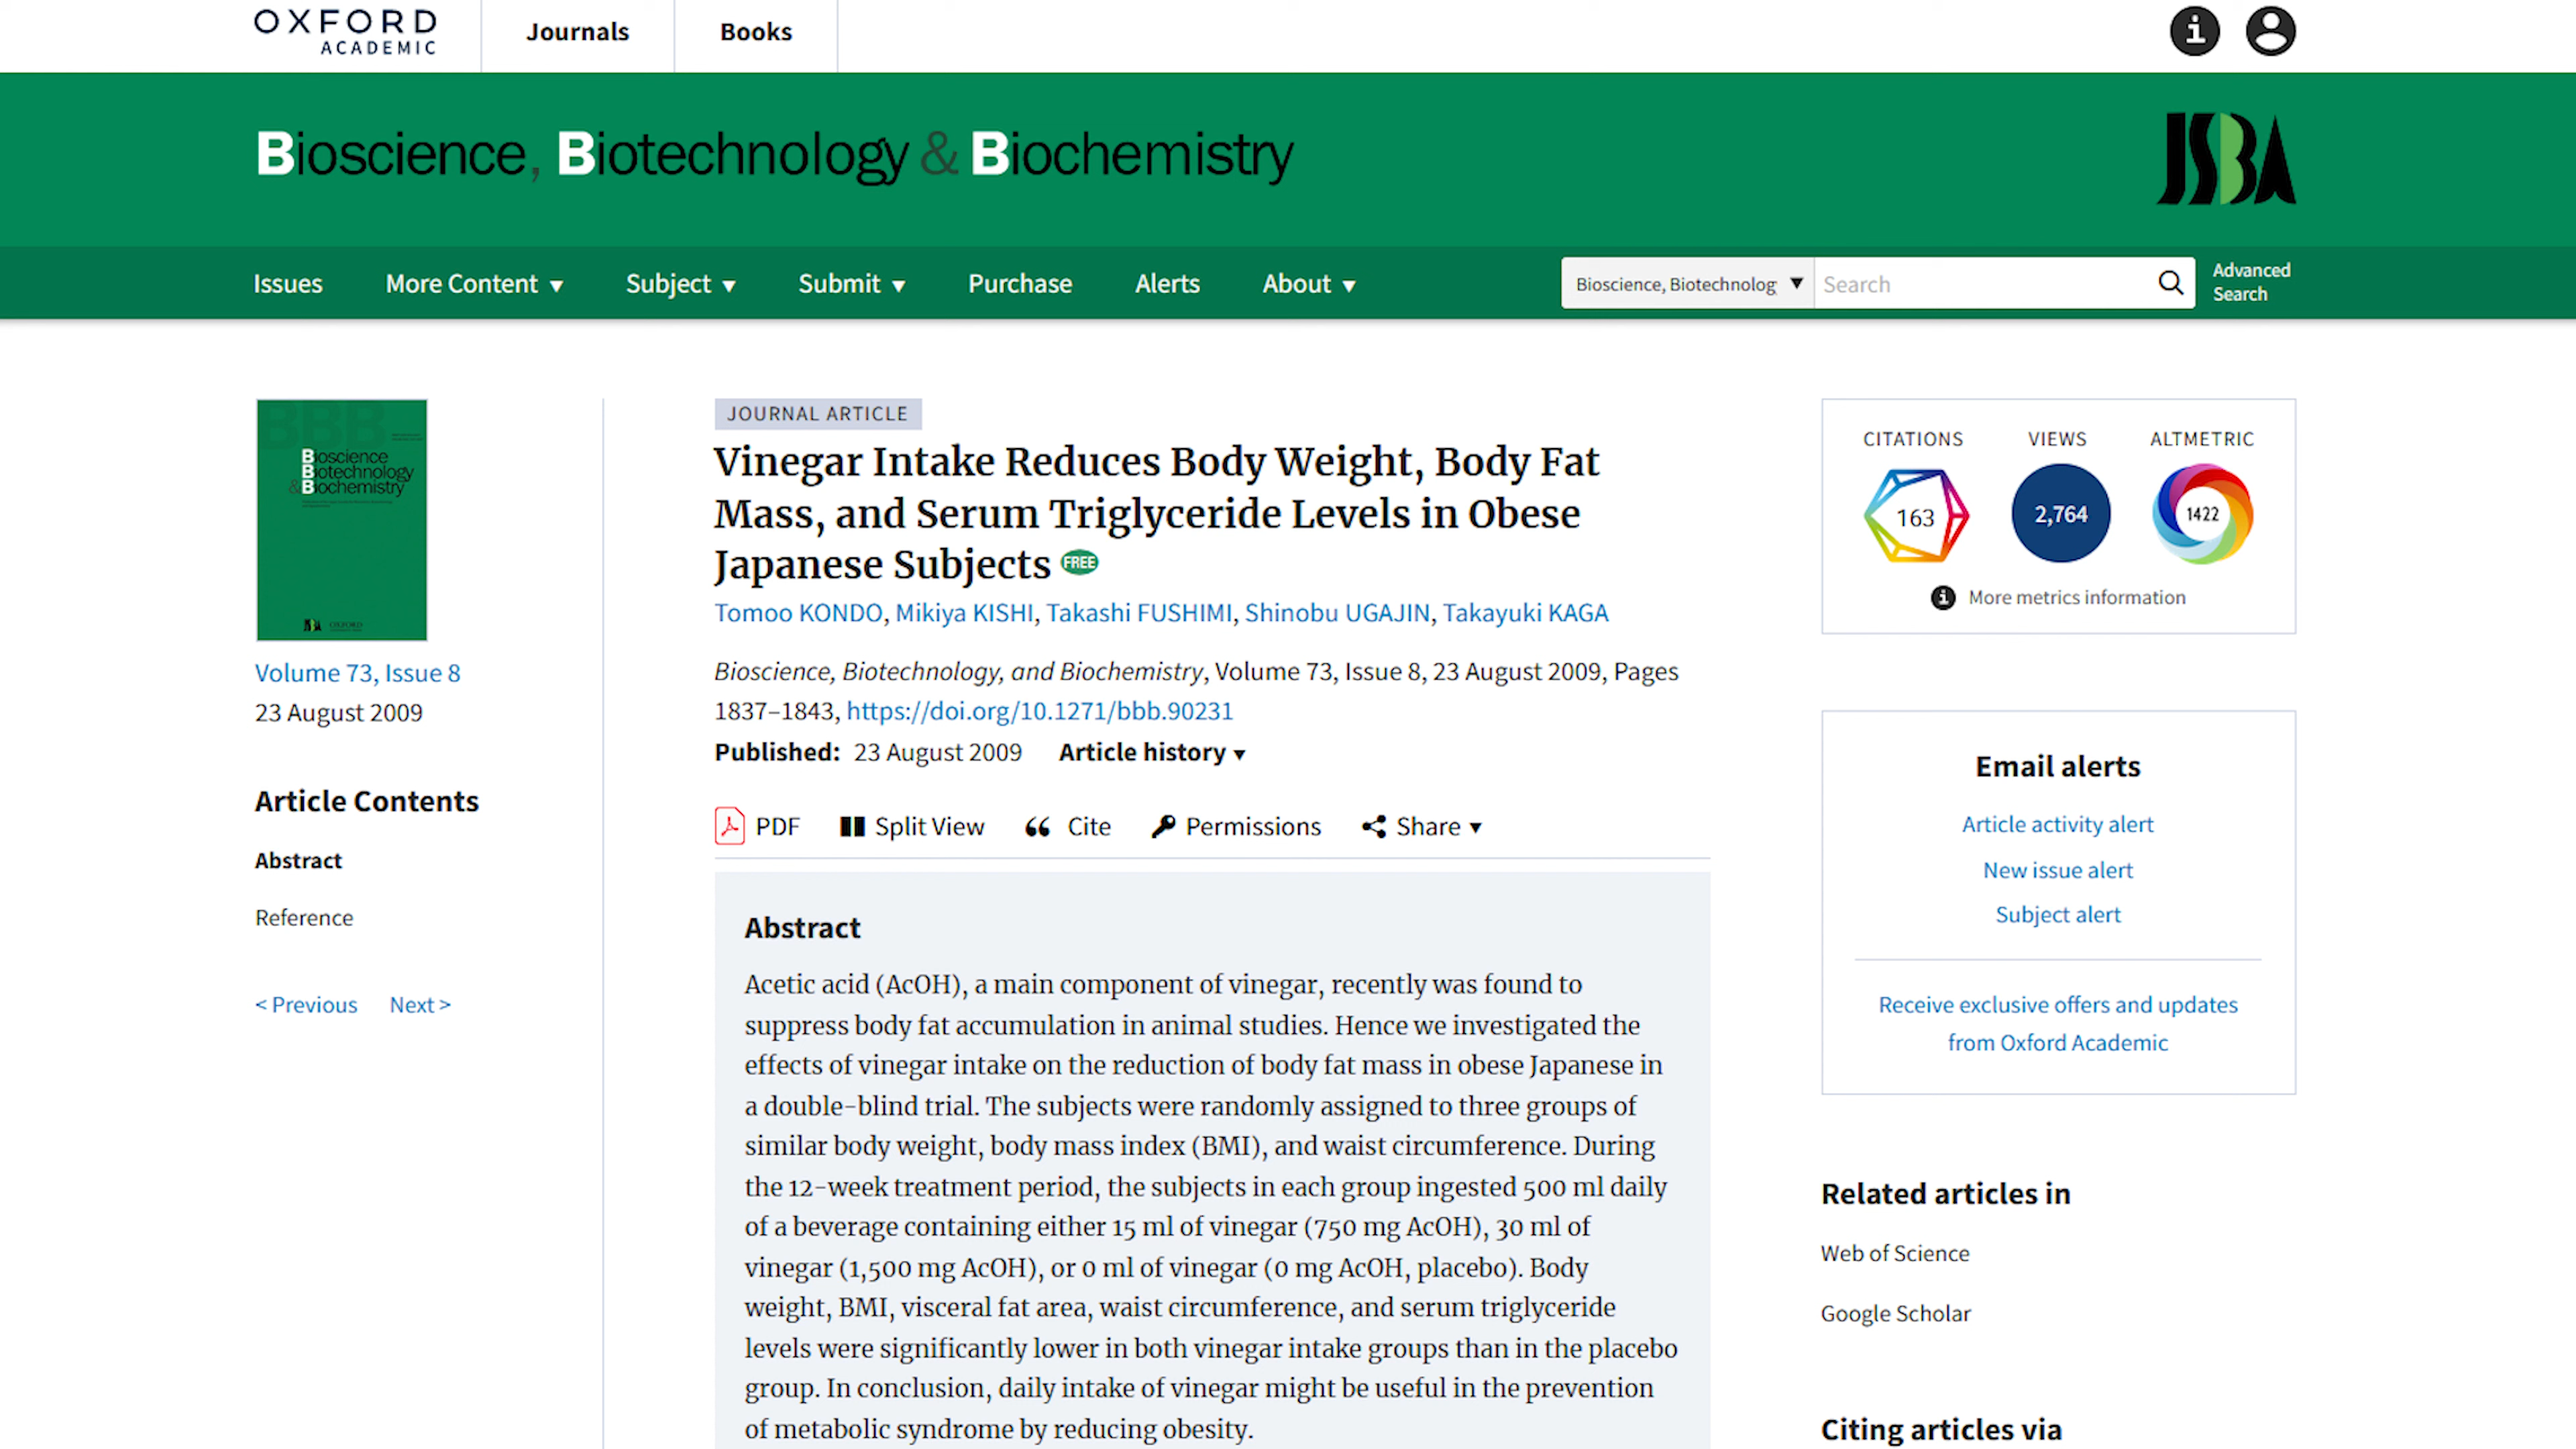 OXFORD
ACADEMIC
Journals
Books
Bioscience, Biotechnology & Biochemistry
JSBA
Issues
More Content
Subject
Submit
Purchase
Alerts
About
Bioscience, Biotechnolog
Search
Advanced
Search
Bioscience
Biotechnology
& Biochemistry
OXFORD
Volume 73, Issue 8
23 August 2009
Article Contents
Abstract
Reference
< Previous Next >
JOURNAL ARTICLE
Vinegar Intake Reduces Body Weight, Body Fat
Mass, and Serum Triglyceride Levels in Obese
Japanese Subjects FREE
Tomoo KONDO, Mikiya KISHI, Takashi FUSHIMI, Shinobu UGAJIN, Takayuki KAGA
Bioscience, Biotechnology, and Biochemistry, Volume 73, Issue 8, 23 August 2009, Pages
1837–1843, https://doi.org/10.1271/bbb.90231
Published: 23 August 2009 Article history
PDF Split View Cite Permissions Share
Abstract
Acetic acid (AcOH), a main component of vinegar, recently was found to
suppress body fat accumulation in animal studies. Hence we investigated the
effects of vinegar intake on the reduction of body fat mass in obese Japanese in
a double-blind trial. The subjects were randomly assigned to three groups of
similar body weight, body mass index (BMI), and waist circumference. During
the 12-week treatment period, the subjects in each group ingested 500 ml daily
of a beverage containing either 15 ml of vinegar (750 mg AcOH), 30 ml of
vinegar (1,500 mg AcOH), or 0 ml of vinegar (0 mg AcOH, placebo). Body
weight, BMI, visceral fat area, waist circumference, and serum triglyceride
levels were significantly lower in both vinegar intake groups than in the placebo
group. In conclusion, daily intake of vinegar might be useful in the prevention
of metabolic syndrome by reducing obesity.
CITATIONS VIEWS ALTMETRIC
163 2,764 1422
More metrics information
Email alerts
Article activity alert
New issue alert
Subject alert
Receive exclusive offers and updates
from Oxford Academic
Related articles in
Web of Science
Google Scholar
Citing articles via